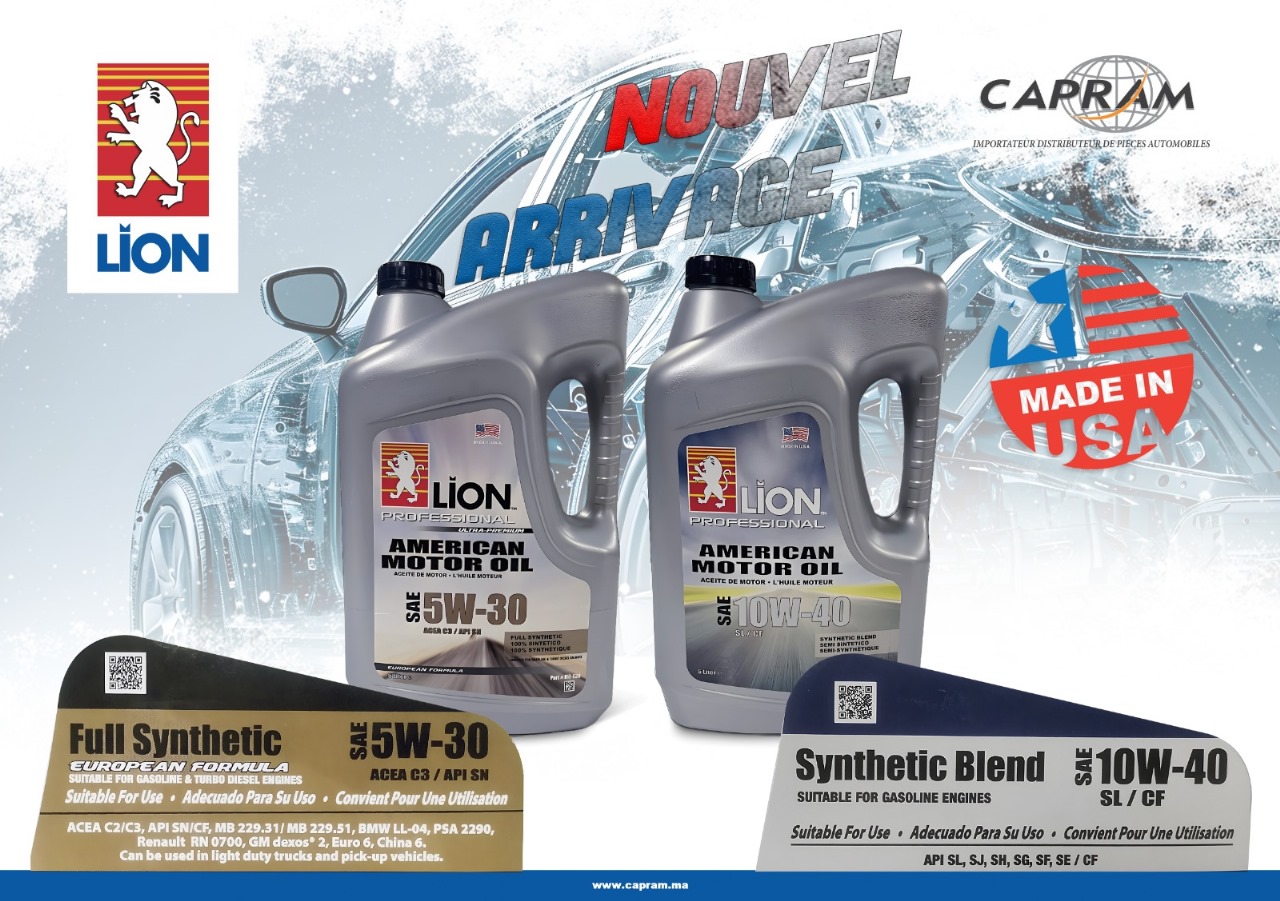 LION
NOUVEL
ARRIVAGE
CAPRAM
IMPORTATEUR DISTRIBUTEUR DE PIECES AUTOMOBILES
MADE IN
USA
LION
PROFESSIONAL
ULTRA-PREMIUM
AMERICAN
MOTOR OIL
ACEITE DE MOTOR • L'HUILE MOTEUR
SAE 5W-30
ACEA C3 / API SN
FULL SYNTHETIC
100% SINTETICO
100% SYNTHÉTIQUE
EUROPEAN FORMULA
LION
PROFESSIONAL
AMERICAN
MOTOR OIL
ACEITE DE MOTOR • L'HUILE MOTEUR
SAE 10W-40
SL / CF
SYNTHETIC BLEND
SEMI SINTETICO
SEMI-SYNTHÉTIQUE
Full Synthetic
EUROPEAN FORMULA
SUITABLE FOR GASOLINE & TURBO DIESEL ENGINES
SAE 5W-30
ACEA C3 / API SN
Suitable For Use • Adecuado Para Su Uso • Convient Pour Une Utilisation
ACEA C2/C3, API SN/CF, MB 229.31/ MB 229.51, BMW LL-04, PSA 2290,
Renault RN 0700, GM dexos® 2, Euro 6, China 6.
Can be used in light duty trucks and pick-up vehicles.
Synthetic Blend
SUITABLE FOR GASOLINE ENGINES
SAE 10W-40
SL / CF
Suitable For Use • Adecuado Para Su Uso • Convient Pour Une Utilisation
API SL, SJ, SH, SG, SF, SE / CF
www.capram.ma